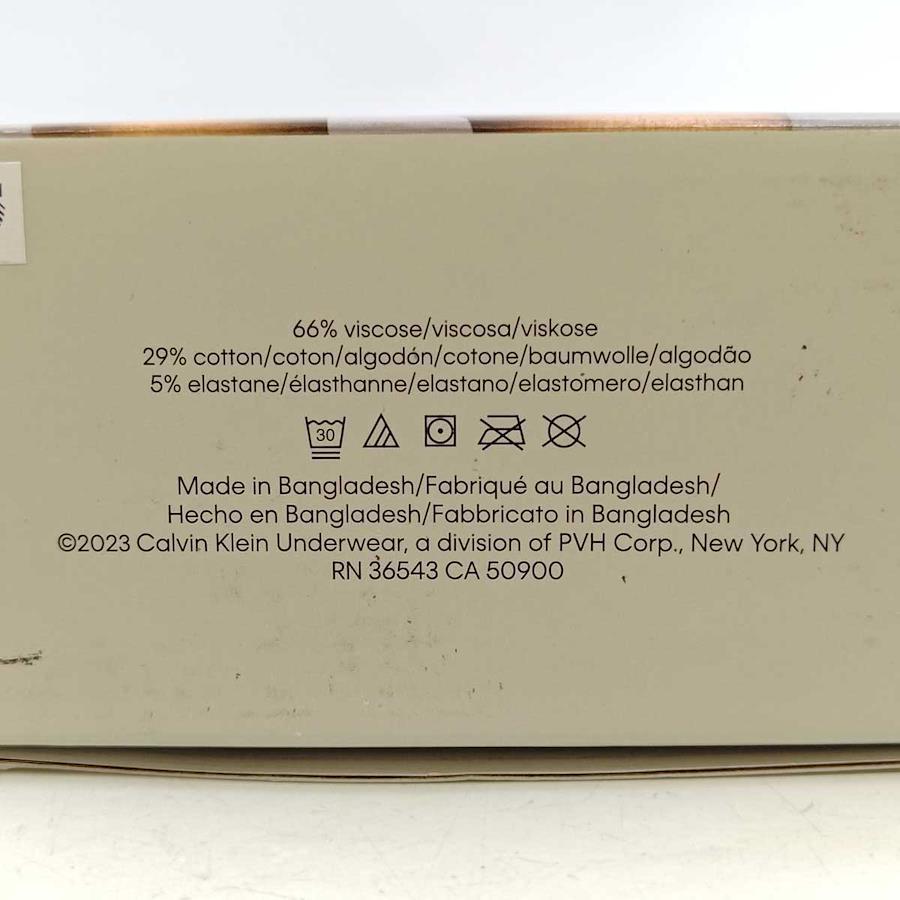 66% viscose/viscosa/viskose
29% cotton/coton/algodón/cotone/baumwolle/algodão
5% elastane/élasthanne/elastano/elastomero/elasthan
30
Made in Bangladesh/Fabriqué au Bangladesh/
Hecho en Bangladesh/Fabbricato in Bangladesh
©2023 Calvin Klein Underwear, a division of PVH Corp., New York, NY
RN 36543 CA 50900